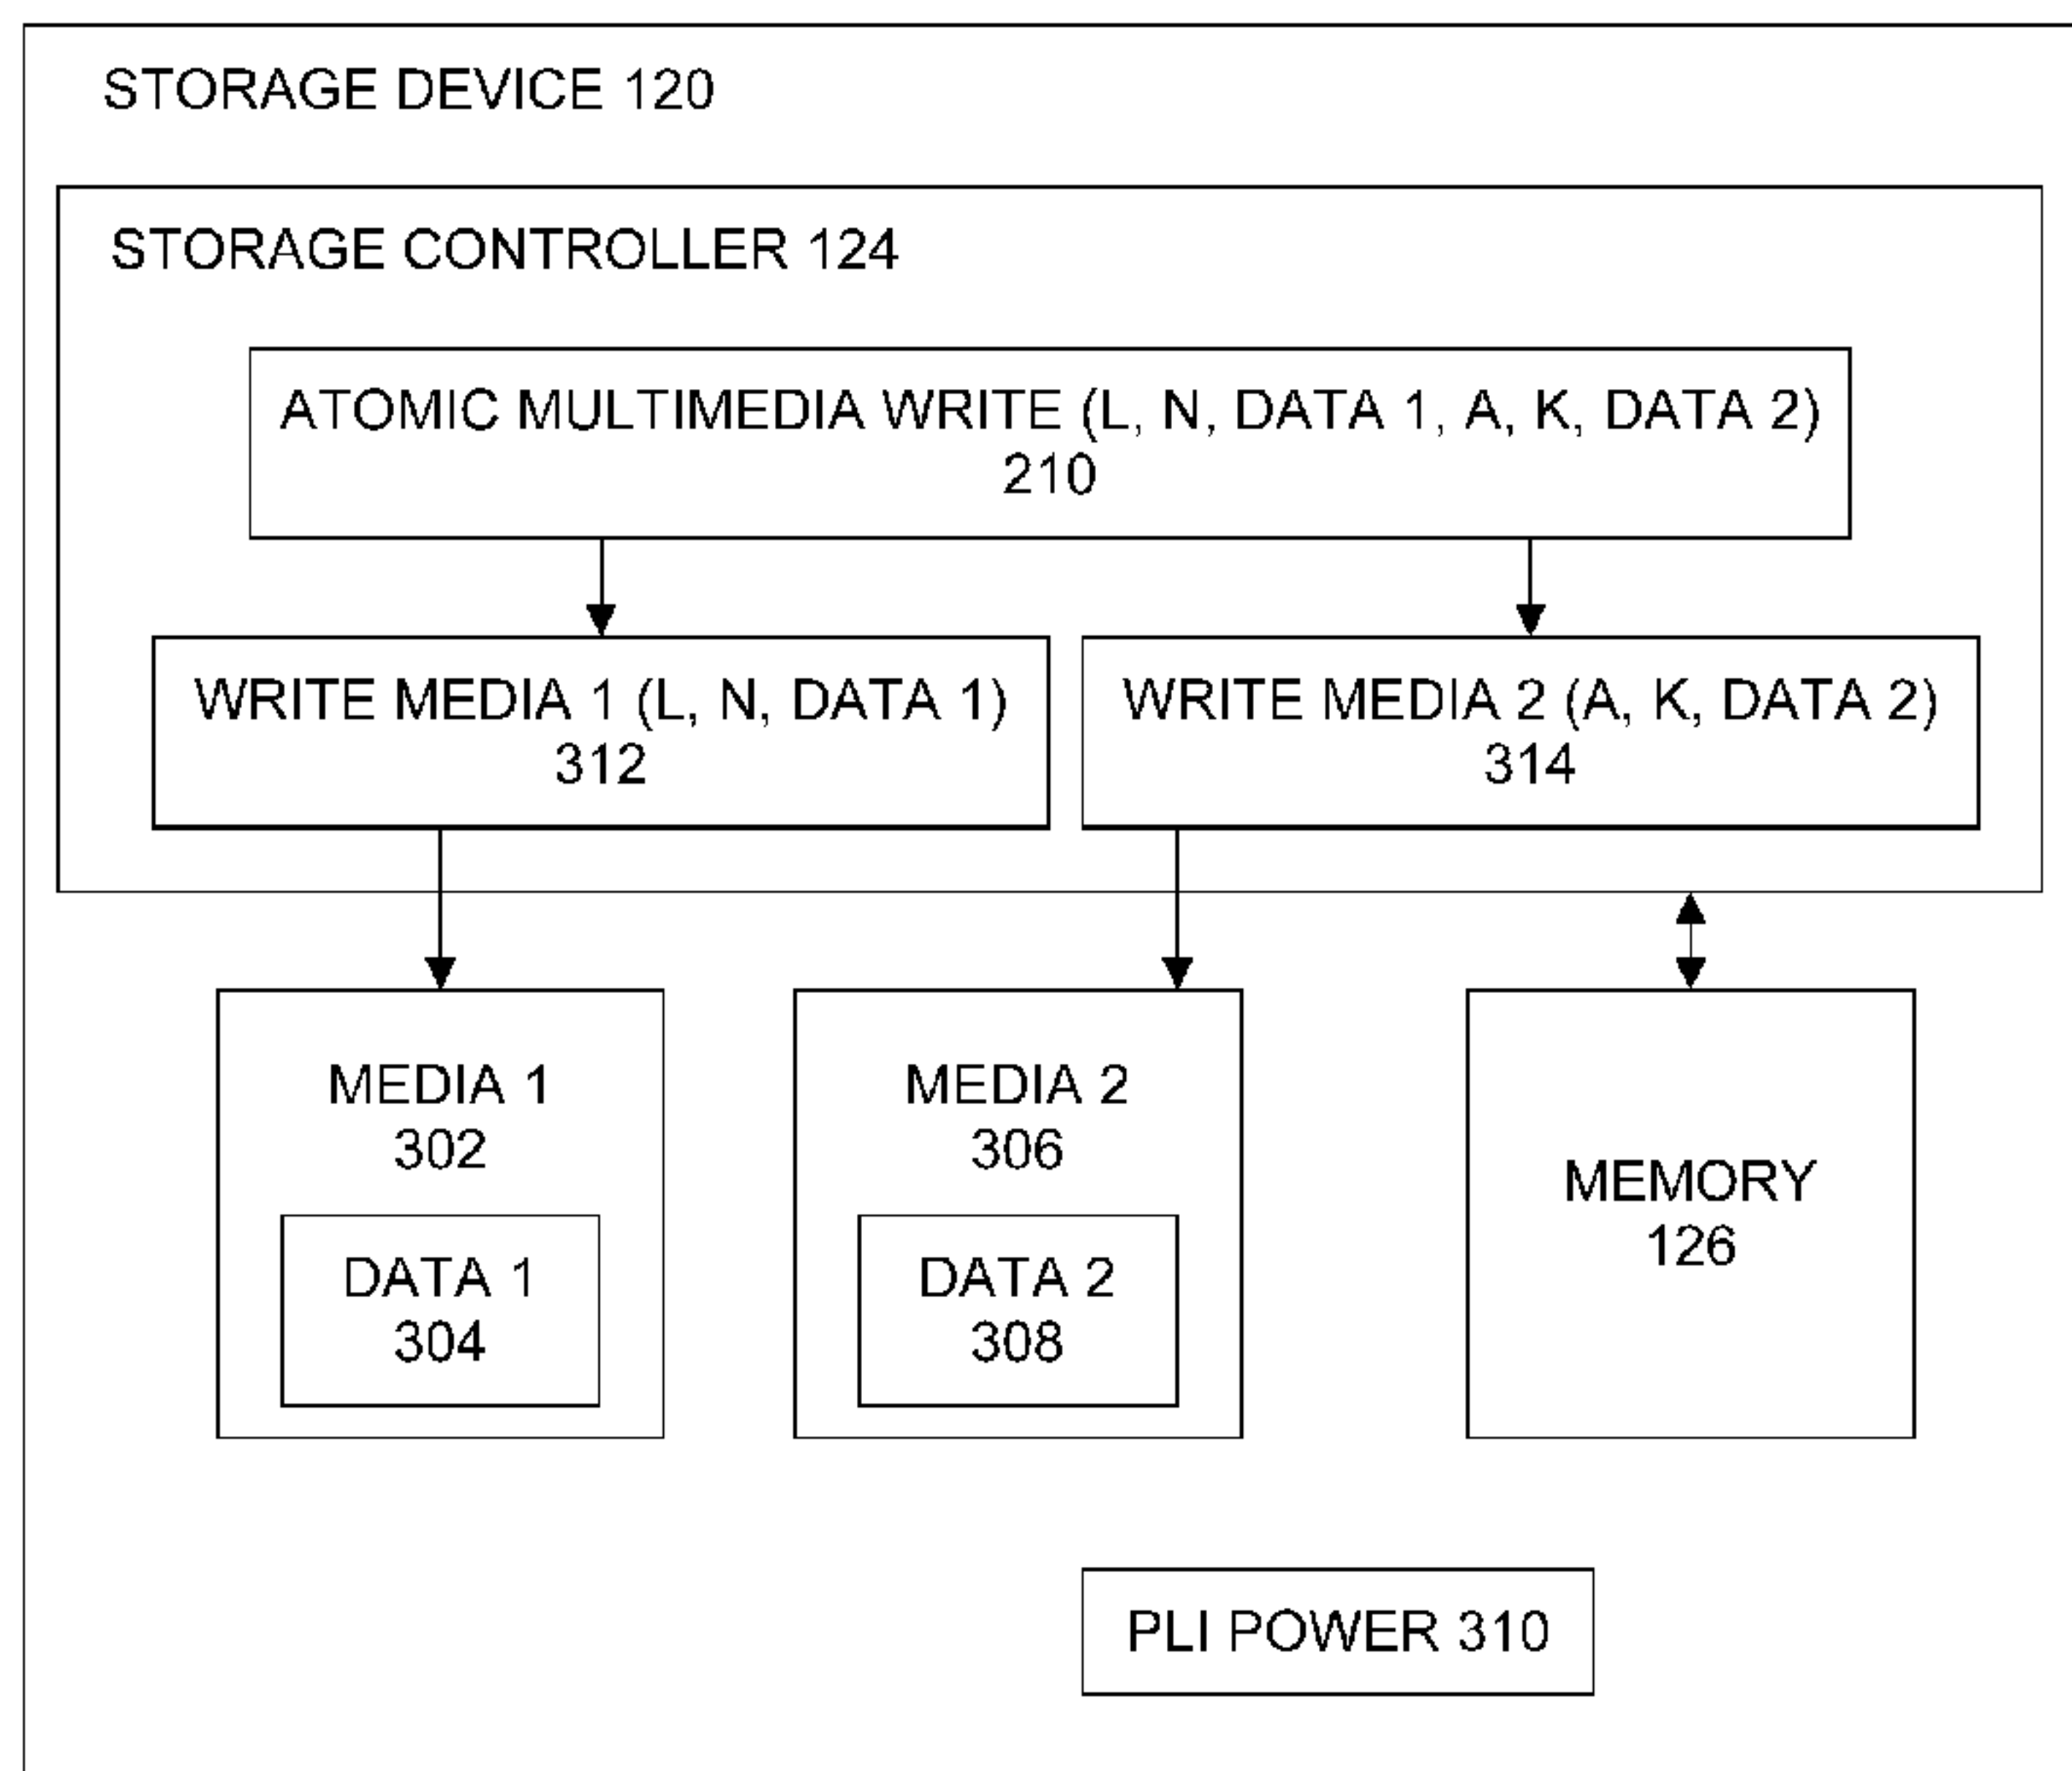 STORAGE DEVICE 120
STORAGE CONTROLLER 124
ATOMIC MULTIMEDIA WRITE (L, N, DATA 1, A, K, DATA 2)
210
WRITE MEDIA 1 (L, N, DATA 1)
312
WRITE MEDIA 2 (A, K, DATA 2)
314
MEDIA 1
302
DATA 1
304
MEDIA 2
306
DATA 2
308
MEMORY
126
PLI POWER 310